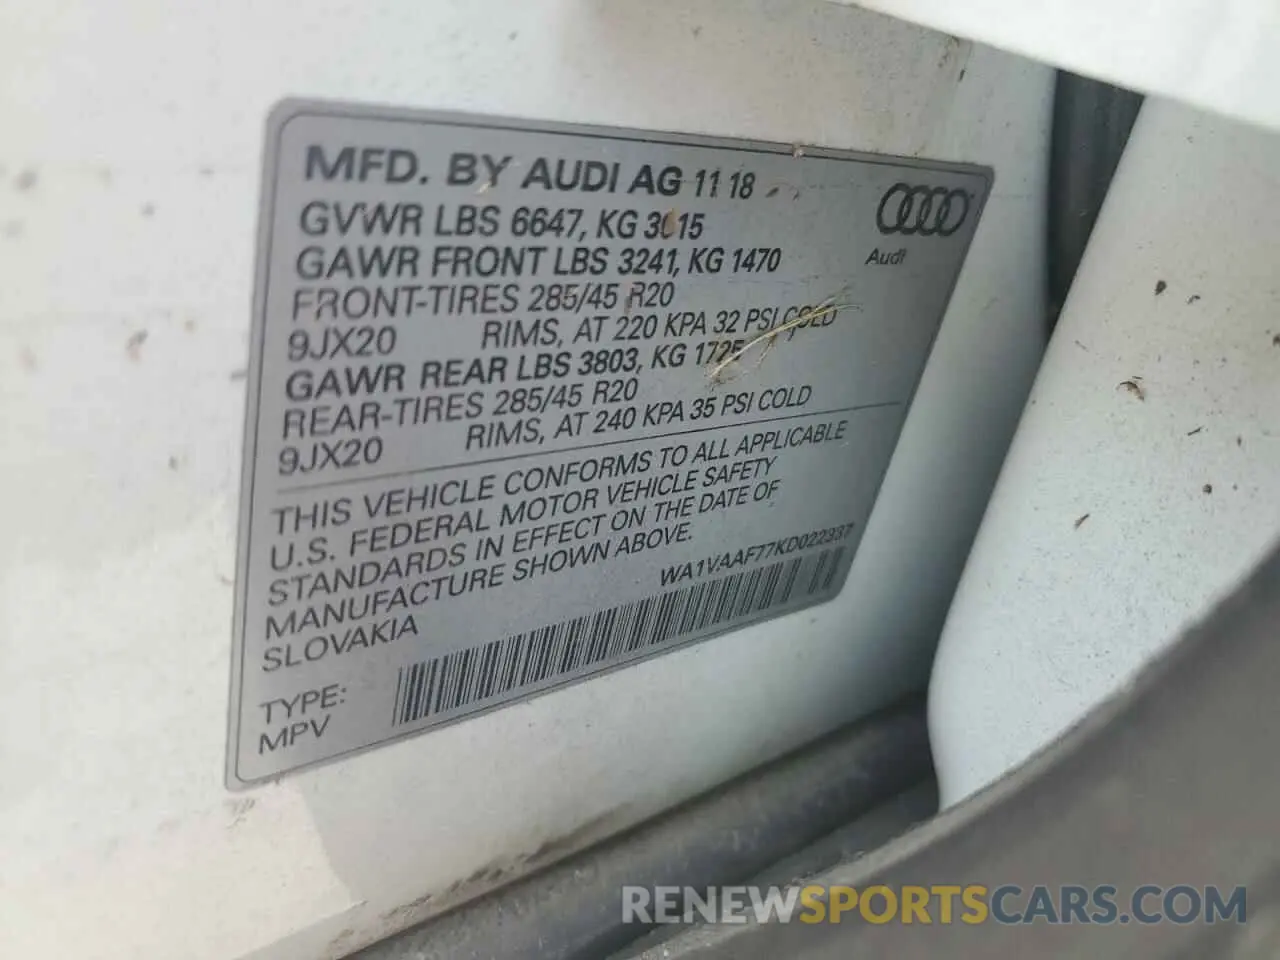 MFD. BY AUDI AG 11 18
GVWR LBS 6647, KG 3015
GAWR FRONT LBS 3241, KG 1470
FRONT-TIRES 285/45 R20
9JX20 RIMS, AT 220 KPA 32 PSI COLD
GAWR REAR LBS 3803, KG 1725
REAR-TIRES 285/45 R20
9JX20 RIMS, AT 240 KPA 35 PSI COLD
Audi
THIS VEHICLE CONFORMS TO ALL APPLICABLE
U.S. FEDERAL MOTOR VEHICLE SAFETY
STANDARDS IN EFFECT ON THE DATE OF
MANUFACTURE SHOWN ABOVE.
SLOVAKIA
WA1VAAF77KD022337
TYPE:
MPV
RENEWSPORTSCARS.COM